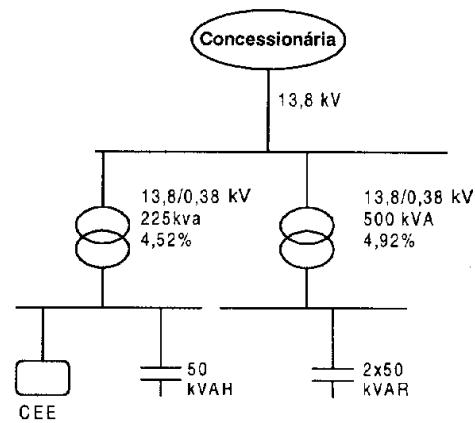 Concessionária
13,8 kV
13,8/0,38 kV
225kva
4,52%
13,8/0,38 kV
500 kVA
4,92%
50
kVAH
2x50
kVAR
CEE